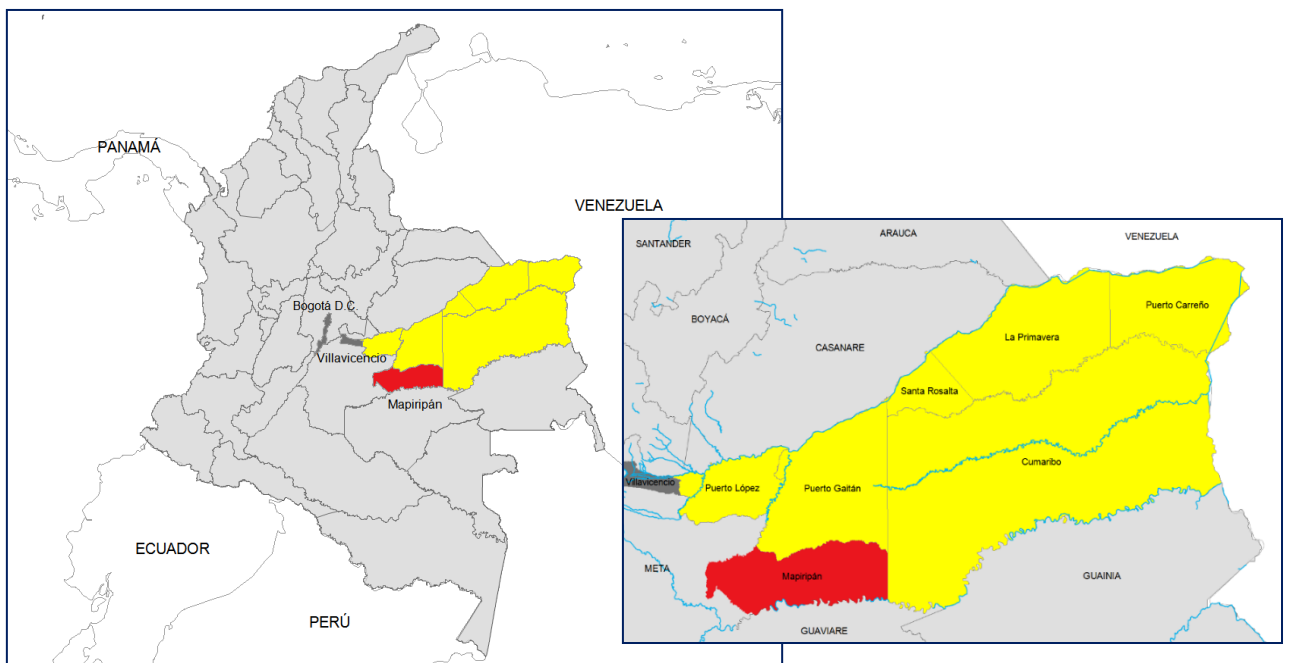 PANAMÁ
VENEZUELA
Bogotá D.C.
Villavicencio
Mapiripán
ECUADOR
PERÚ
SANTANDER
ARAUCA
VENEZUELA
BOYACÁ
CASANARE
Puerto Carreño
La Primavera
Santa Rosalta
Cumaribo
Villavicencio
Puerto López
Puerto Gaitán
META
Mapiripán
GUAINIA
GUAVIARE